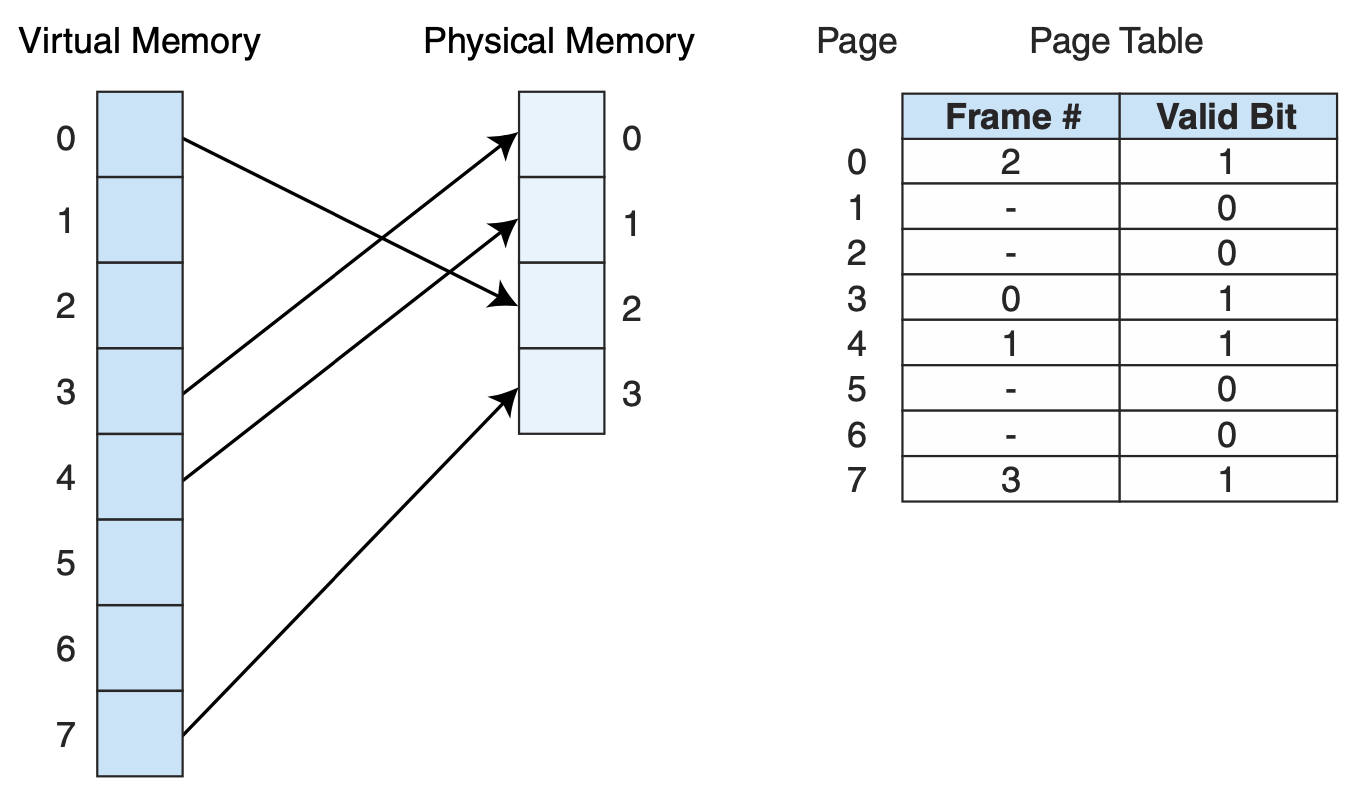 Virtual Memory
0
1
2
3
4
5
6
7
Physical Memory
0
1
2
3
Page Page Table
Frame # Valid Bit
0 2 1
1 - 0
2 - 0
3 0 1
4 1 1
5 - 0
6 - 0
7 3 1